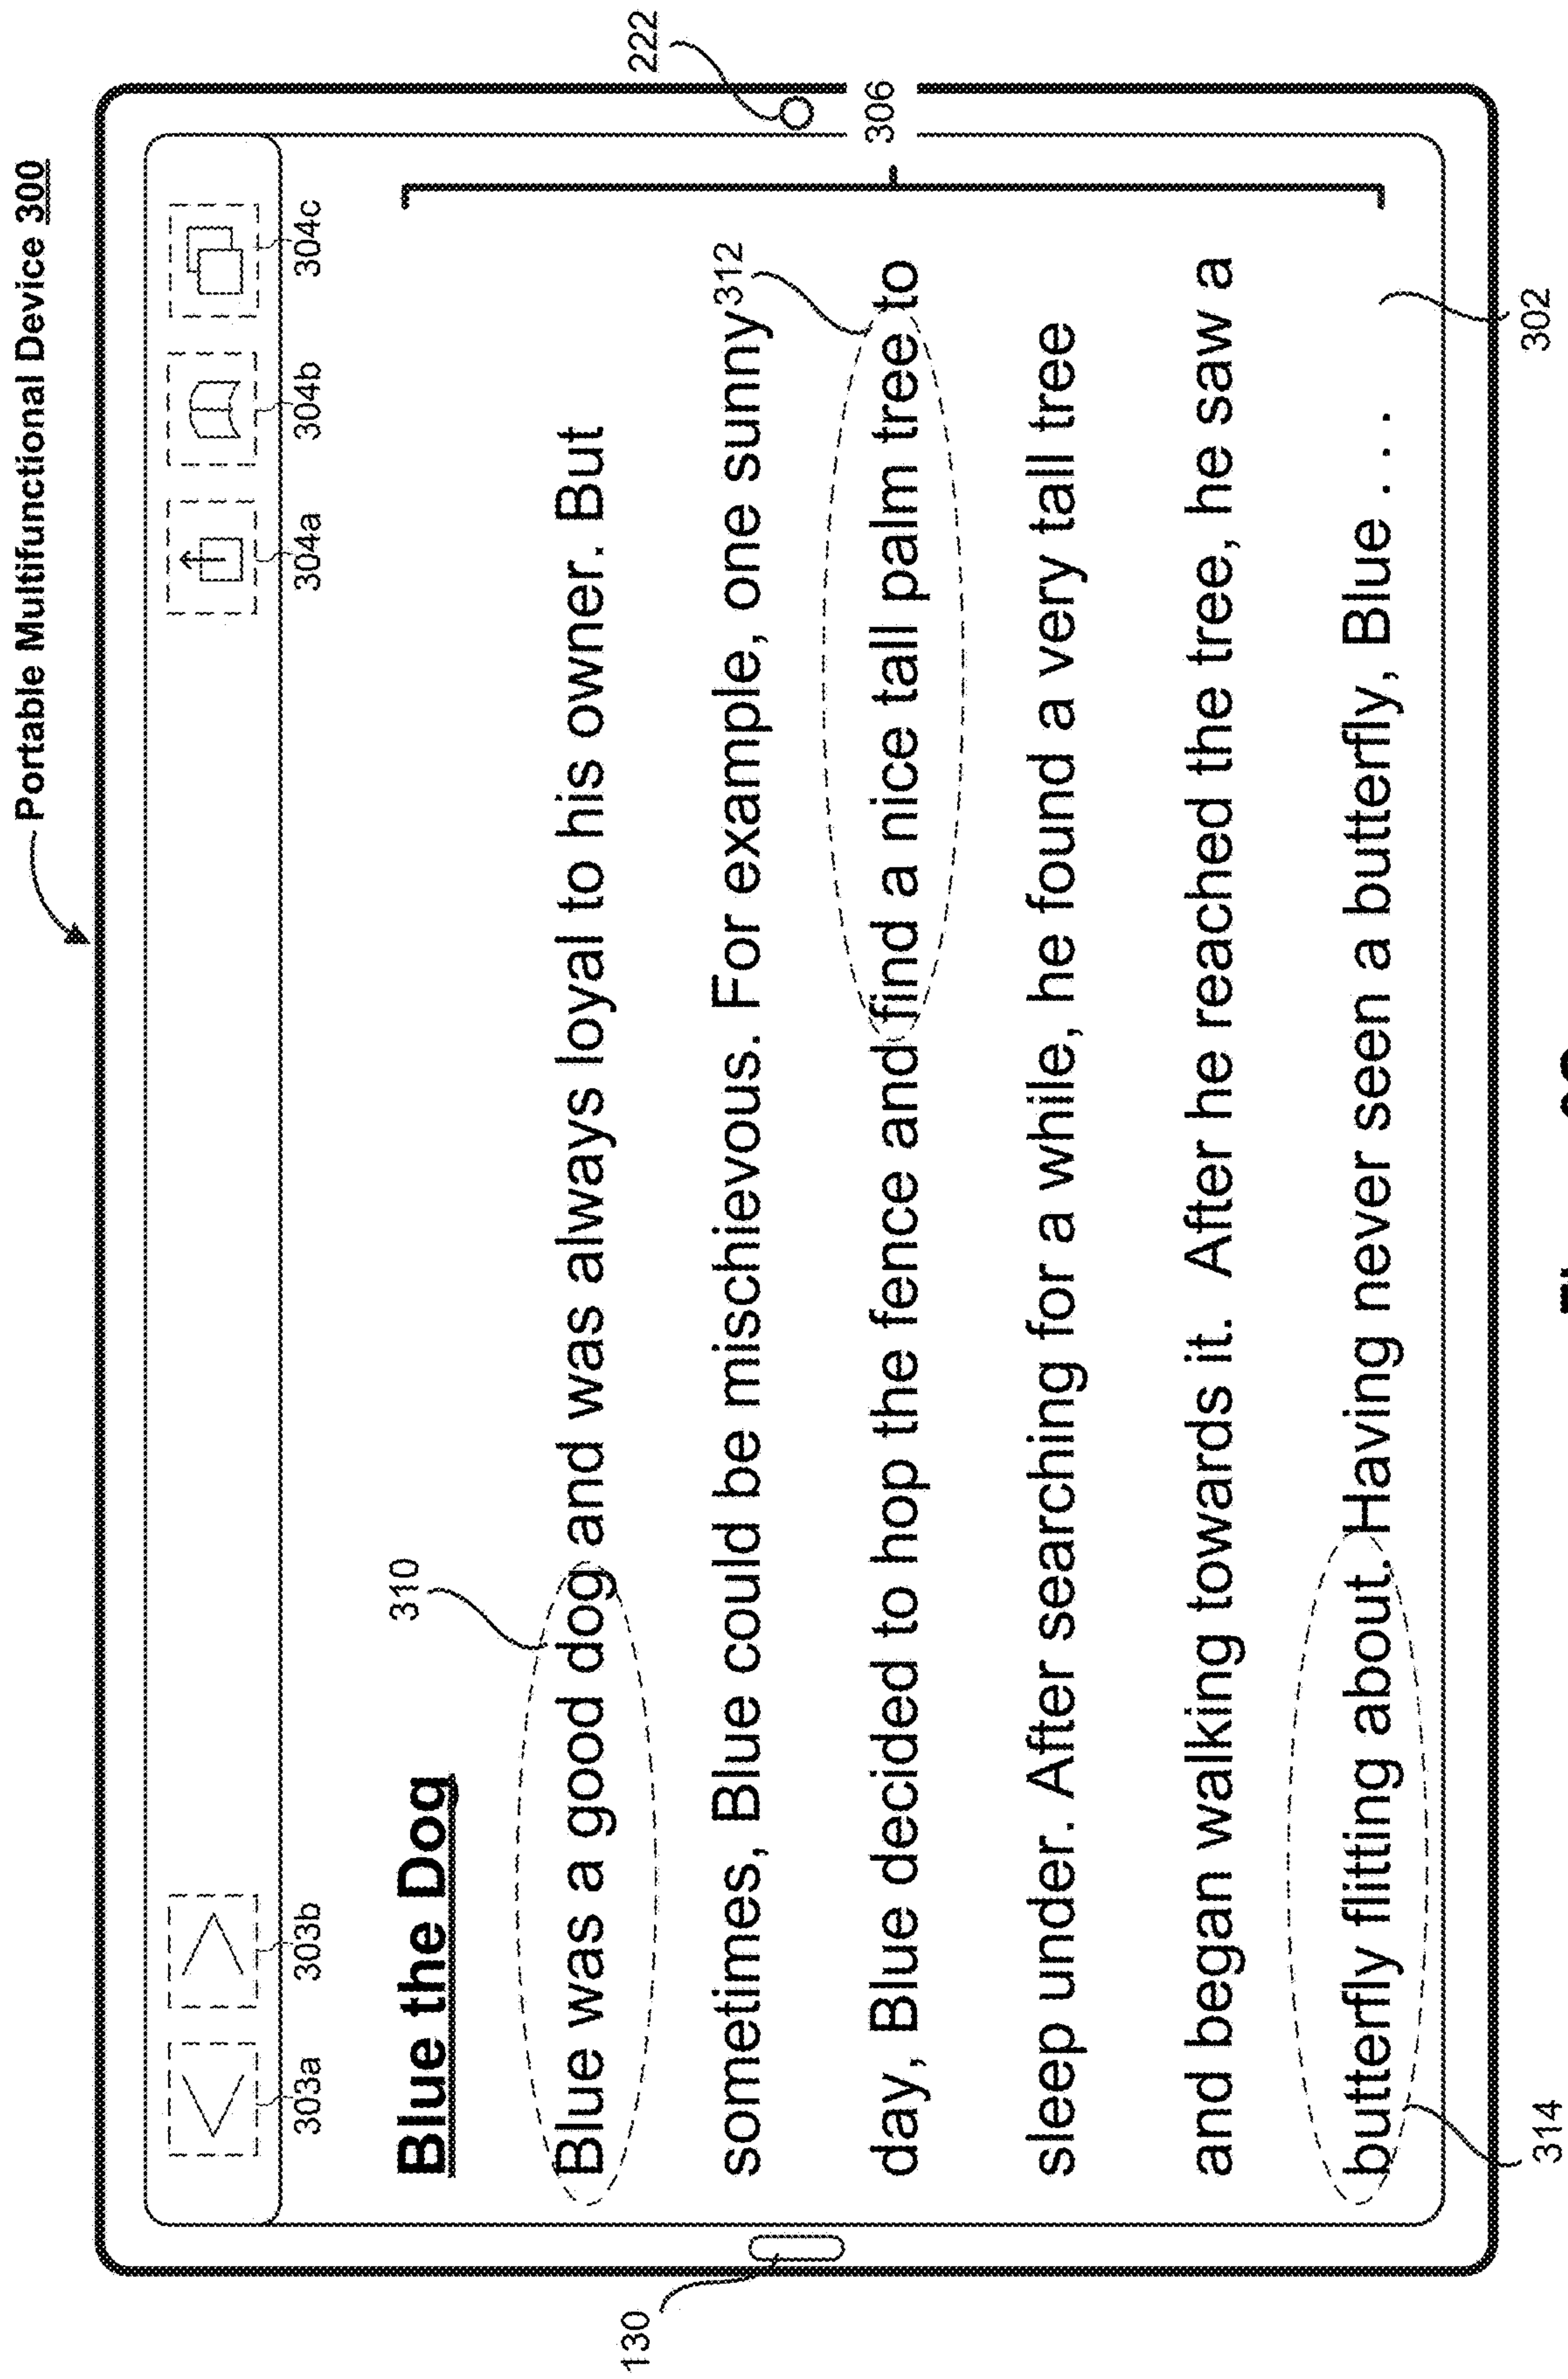 Portable Multifunctional Device 300
303a
303b
304a
304b
304c
Blue the Dog
310
Blue was a good dog and was always loyal to his owner. But
sometimes, Blue could be mischievous. For example, one sunny
312
day, Blue decided to hop the fence and find a nice tall palm tree to
sleep under. After searching for a while, he found a very tall tree
and began walking towards it. After he reached the tree, he saw a
butterfly flitting about. Having never seen a butterfly, Blue . . .
130
222
306
314
302